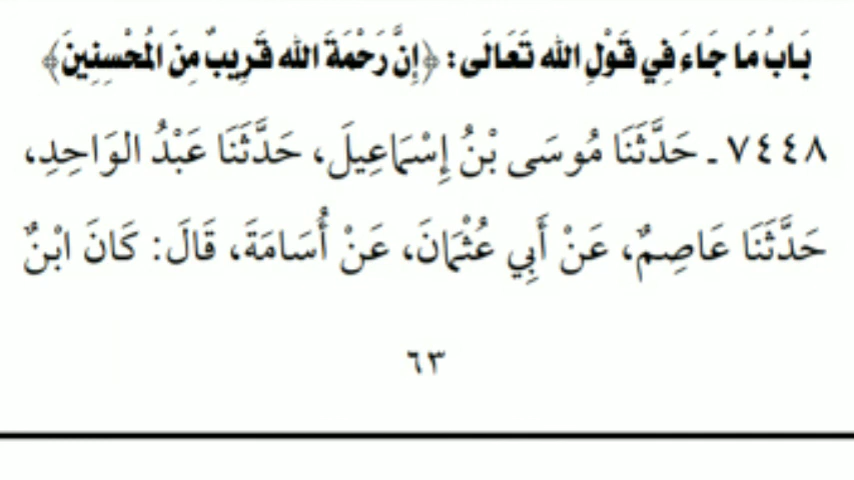 بَابُ مَا جَاءَ فِي قَوْلِ الله تَعَالَى: ﴿إِنَّ رَحْمَةَ الله قَرِيبٌ مِنَ الْمُحْسِنِينَ﴾
٧٤٤٨ ـ حَدَّثَنَا مُوسَى بْنُ إِسْمَاعِيلَ، حَدَّثَنَا عَبْدُ الوَاحِدِ،
حَدَّثَنَا عَاصِمٌ، عَنْ أَبِي عُثْمَانَ، عَنْ أُسَامَةَ، قَالَ: كَانَ ابْنٌ
٦٣